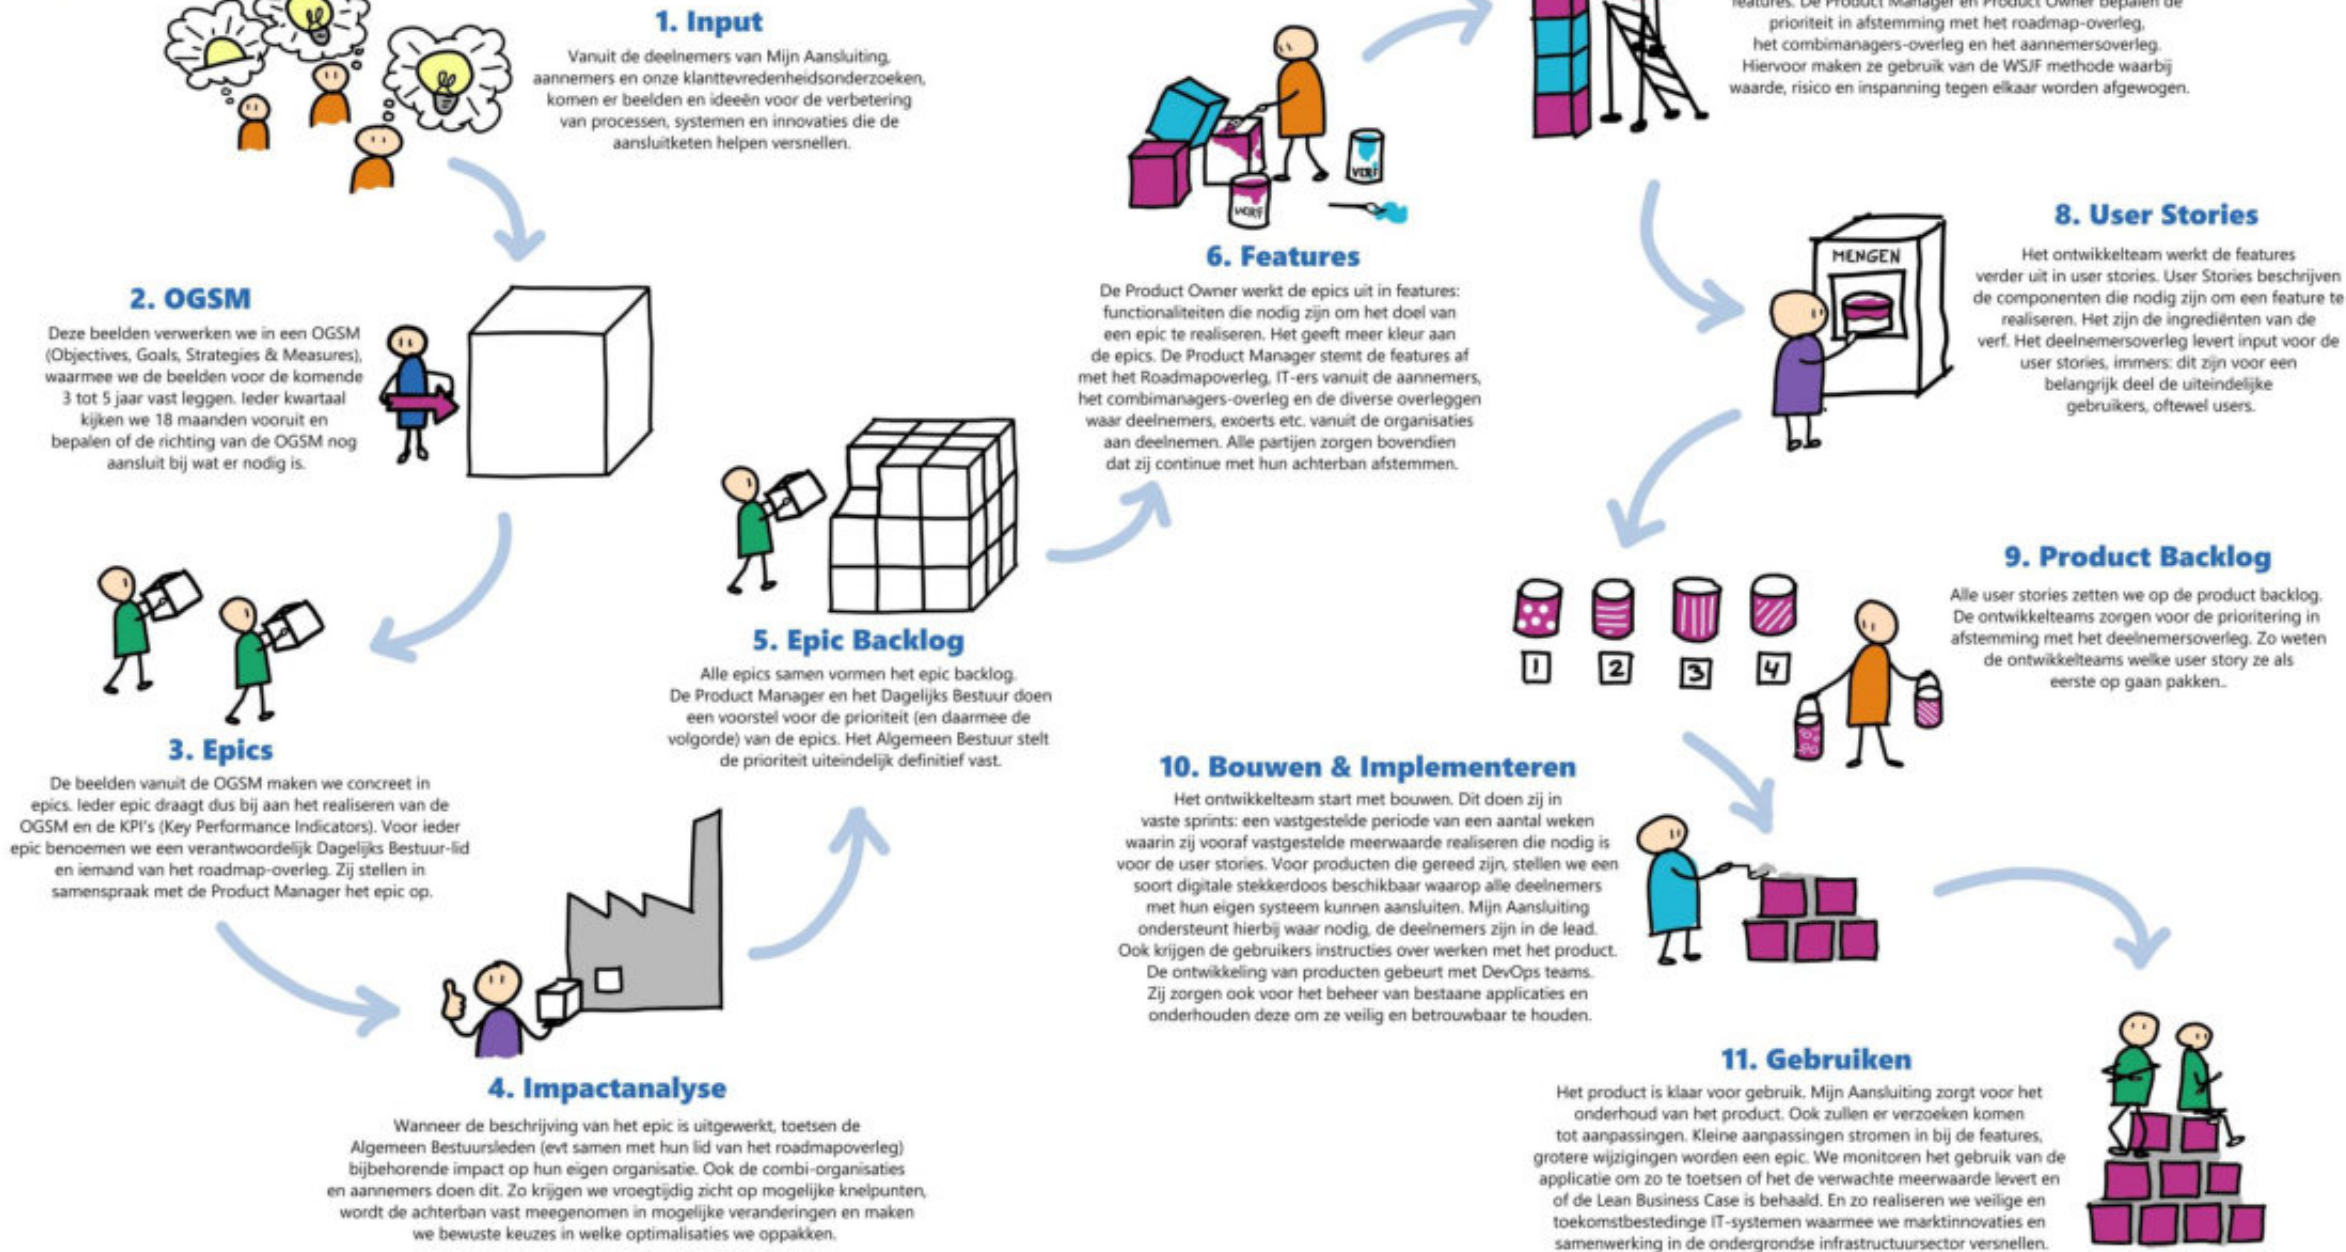 1. Input
Vanuit de deelnemers van Mijn Aansluiting,
aannemers en onze klanttevredenheidsonderzoeken,
komen er beelden en ideeën voor de verbetering
van processen, systemen en innovaties die de
aansluitketen helpen versnellen.
2. OGSM
Deze beelden verwerken we in een OGSM
(Objectives, Goals, Strategies & Measures),
waarmee we de beelden voor de komende
3 tot 5 jaar vast leggen. Ieder kwartaal
kijken we 18 maanden vooruit en
bepalen of de richting van de OGSM nog
aansluit bij wat er nodig is.
3. Epics
De beelden vanuit de OGSM maken we concreet in
epics. Ieder epic draagt dus bij aan het realiseren van de
OGSM en de KPI's (Key Performance Indicators). Voor ieder
epic benoemen we een verantwoordelijk Dagelijks Bestuur-lid
en iemand van het roadmap-overleg. Zij stellen in
samenspraak met de Product Manager het epic op.
4. Impactanalyse
Wanneer de beschrijving van het epic is uitgewerkt, toetsen de
Algemeen Bestuursleden (evt samen met hun lid van het roadmapoverleg)
bijbehorende impact op hun eigen organisatie. Ook de combi-organisaties
en aannemers doen dit. Zo krijgen we vroegtijdig zicht op mogelijke knelpunten,
wordt de achterban vast meegenomen in mogelijke veranderingen en maken
we bewuste keuzes in welke optimalisaties we oppakken.
5. Epic Backlog
Alle epics samen vormen het epic backlog.
De Product Manager en het Dagelijks Bestuur doen
een voorstel voor de prioriteit (en daarmee de
volgorde) van de epics. Het Algemeen Bestuur stelt
de prioriteit uiteindelijk definitief vast.
VERF
VERF
6. Features
De Product Owner werkt de epics uit in features:
functionaliteiten die nodig zijn om het doel van
een epic te realiseren. Het geeft meer kleur aan
de epics. De Product Manager stemt de features af
met het Roadmapoverleg, IT-ers vanuit de aannemers,
het combimanagers-overleg en de diverse overleggen
waar deelnemers, exoerts etc. vanuit de organisaties
aan deelnemen. Alle partijen zorgen bovendien
dat zij continue met hun achterban afstemmen.
features. De Product Manager en Product Owner bepalen de
prioriteit in afstemming met het roadmap-overleg,
het combimanagers-overleg en het aannemersoverleg.
Hiervoor maken ze gebruik van de WSJF methode waarbij
waarde, risico en inspanning tegen elkaar worden afgewogen.
MENGEN
8. User Stories
Het ontwikkelteam werkt de features
verder uit in user stories. User Stories beschrijven
de componenten die nodig zijn om een feature te
realiseren. Het zijn de ingrediënten van de
verf. Het deelnemersoverleg levert input voor de
user stories, immers: dit zijn voor een
belangrijk deel de uiteindelijke
gebruikers, oftewel users.
1 2 3 4
9. Product Backlog
Alle user stories zetten we op de product backlog.
De ontwikkelteams zorgen voor de prioritering in
afstemming met het deelnemersoverleg. Zo weten
de ontwikkelteams welke user story ze als
eerste op gaan pakken..
10. Bouwen & Implementeren
Het ontwikkelteam start met bouwen. Dit doen zij in
vaste sprints: een vastgestelde periode van een aantal weken
waarin zij vooraf vastgestelde meerwaarde realiseren die nodig is
voor de user stories. Voor producten die gereed zijn, stellen we een
soort digitale stekkerdoos beschikbaar waarop alle deelnemers
met hun eigen systeem kunnen aansluiten. Mijn Aansluiting
ondersteunt hierbij waar nodig, de deelnemers zijn in de lead.
Ook krijgen de gebruikers instructies over werken met het product.
De ontwikkeling van producten gebeurt met DevOps teams.
Zij zorgen ook voor het beheer van bestaane applicaties en
onderhouden deze om ze veilig en betrouwbaar te houden.
11. Gebruiken
Het product is klaar voor gebruik. Mijn Aansluiting zorgt voor het
onderhoud van het product. Ook zullen er verzoeken komen
tot aanpassingen. Kleine aanpassingen stromen in bij de features,
grotere wijzigingen worden een epic. We monitoren het gebruik van de
applicatie om zo te toetsen of het de verwachte meerwaarde levert en
of de Lean Business Case is behaald. En zo realiseren we veilige en
toekomstbestedinge IT-systemen waarmee we marktinnovaties en
samenwerking in de ondergrondse infrastructuursector versnellen.